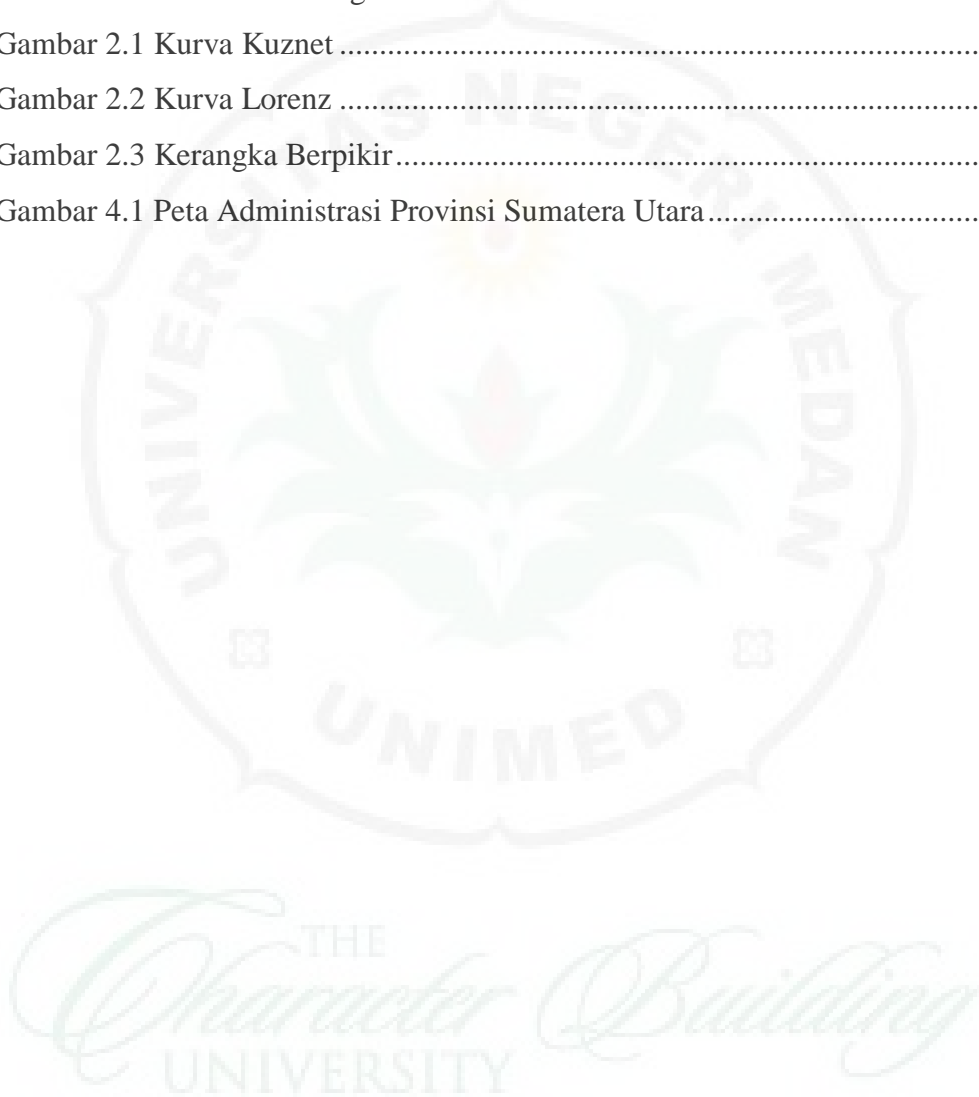 Gambar 2.1 Kurva Kuznet ................................................................................
Gambar 2.2 Kurva Lorenz ...............................................................................
Gambar 2.3 Kerangka Berpikir.........................................................................
Gambar 4.1 Peta Administrasi Provinsi Sumatera Utara..................................
UNIVERSITAS NEGERI MEDAN
UNIMED
THE
Character Building
UNIVERSITY